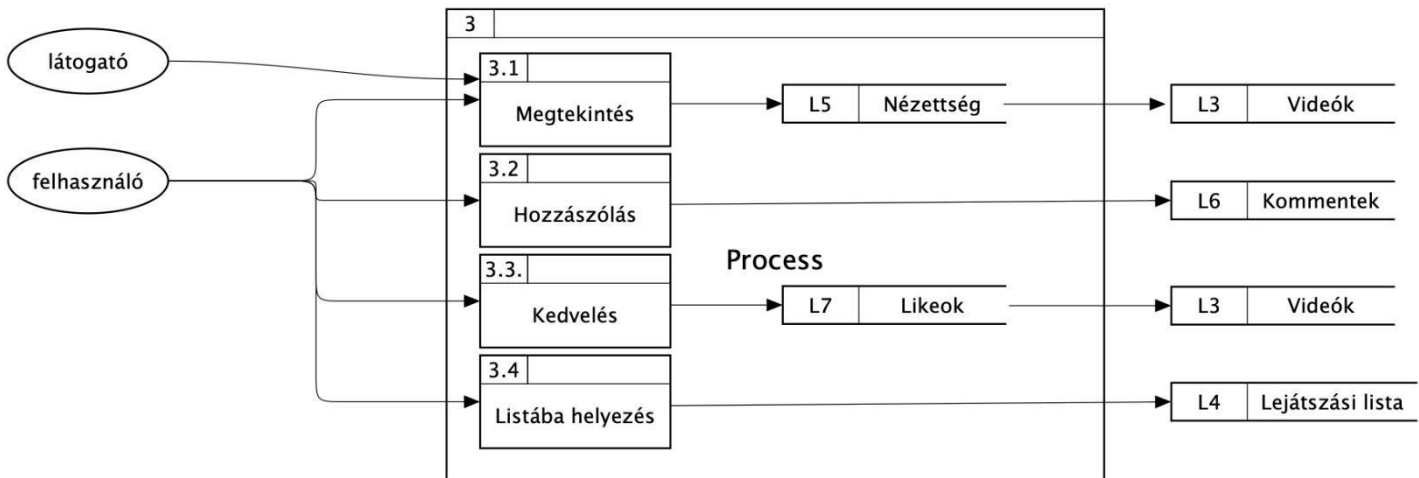 3
látogató
3.1
Megtekintés
L5 Nézettség
L3 Videók
felhasználó
3.2
Hozzászólás
L6 Kommentek
Process
3.3.
Kedvelés
L7 Likeok
L3 Videók
3.4
Listába helyezés
L4 Lejátszási lista